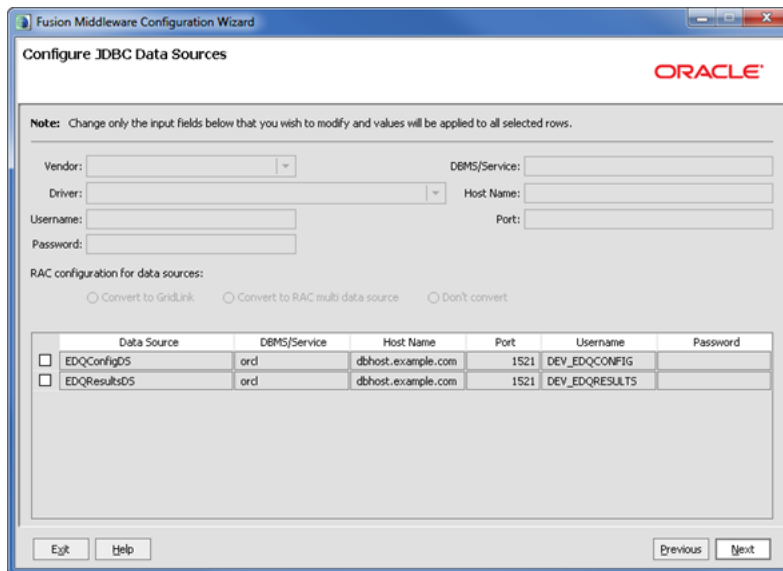 Fusion Middleware Configuration Wizard
Configure JDBC Data Sources
ORACLE
Note: Change only the input fields below that you wish to modify and values will be applied to all selected rows.
Vendor: DBMS/Service:
Driver: Host Name:
Username: Port:
Password:
RAC configuration for data sources:
Convert to GridLink Convert to RAC multi data source Don't convert
Data Source DBMS/Service Host Name Port Username Password
EDQConfigDS orcl dbhost.example.com 1521 DEV_EDQCONFIG
EDQResultsDS orcl dbhost.example.com 1521 DEV_EDQRESULTS
Exit Help Previous Next